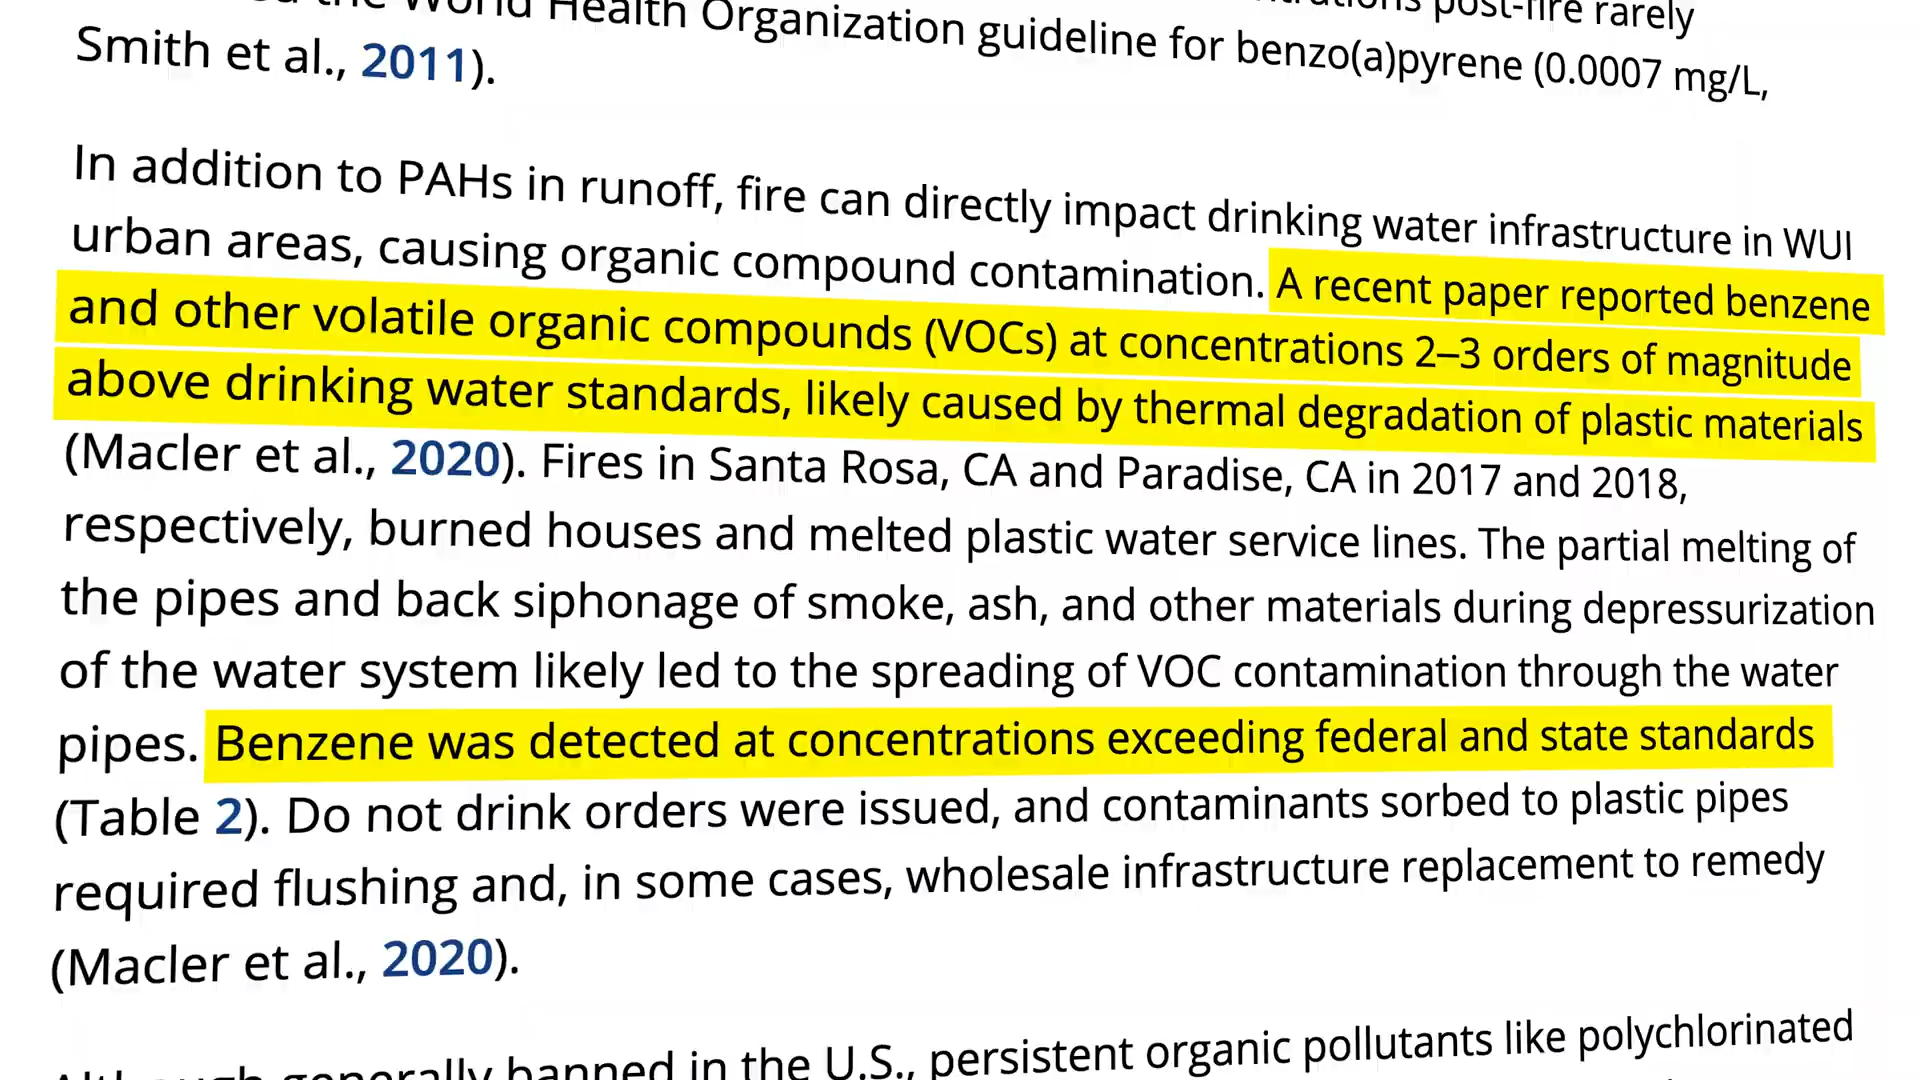 the World Health Organization guideline for benzo(a)pyrene (0.0007 mg/L,
post-fire rarely
Smith et al., 2011).
In addition to PAHs in runoff, fire can directly impact drinking water infrastructure in WUI
urban areas, causing organic compound contamination. A recent paper reported benzene
and other volatile organic compounds (VOCs) at concentrations 2–3 orders of magnitude
above drinking water standards, likely caused by thermal degradation of plastic materials
(Macler et al., 2020). Fires in Santa Rosa, CA and Paradise, CA in 2017 and 2018,
respectively, burned houses and melted plastic water service lines. The partial melting of
the pipes and back siphonage of smoke, ash, and other materials during depressurization
of the water system likely led to the spreading of VOC contamination through the water
pipes. Benzene was detected at concentrations exceeding federal and state standards
(Table 2). Do not drink orders were issued, and contaminants sorbed to plastic pipes
required flushing and, in some cases, wholesale infrastructure replacement to remedy
(Macler et al., 2020).
Although generally banned in the U.S., persistent organic pollutants like polychlorinated